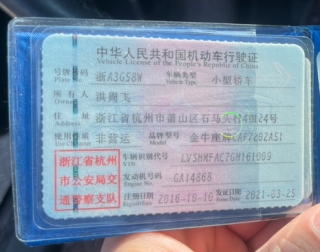 中华人民共和国机动车行驶证
Vehicle License of the People's Republic of China
号牌号码 浙A3G58W 车辆类型 小型轿车
Plate No. Vehicle Type
所有人
Owner
住址 浙江省杭州市萧山区石马头村4组24号
Address
使用性质 非营运 品牌型号 金牛座牌CAF7202A51
Use Character Model
浙江省杭州 车辆识别代号
市公安局交 VIN
通警察支队 发动机号码 GA14868
Engine No.
注册日期 2016-10-10 发证日期 2021-03-25
Register Date Issue Date